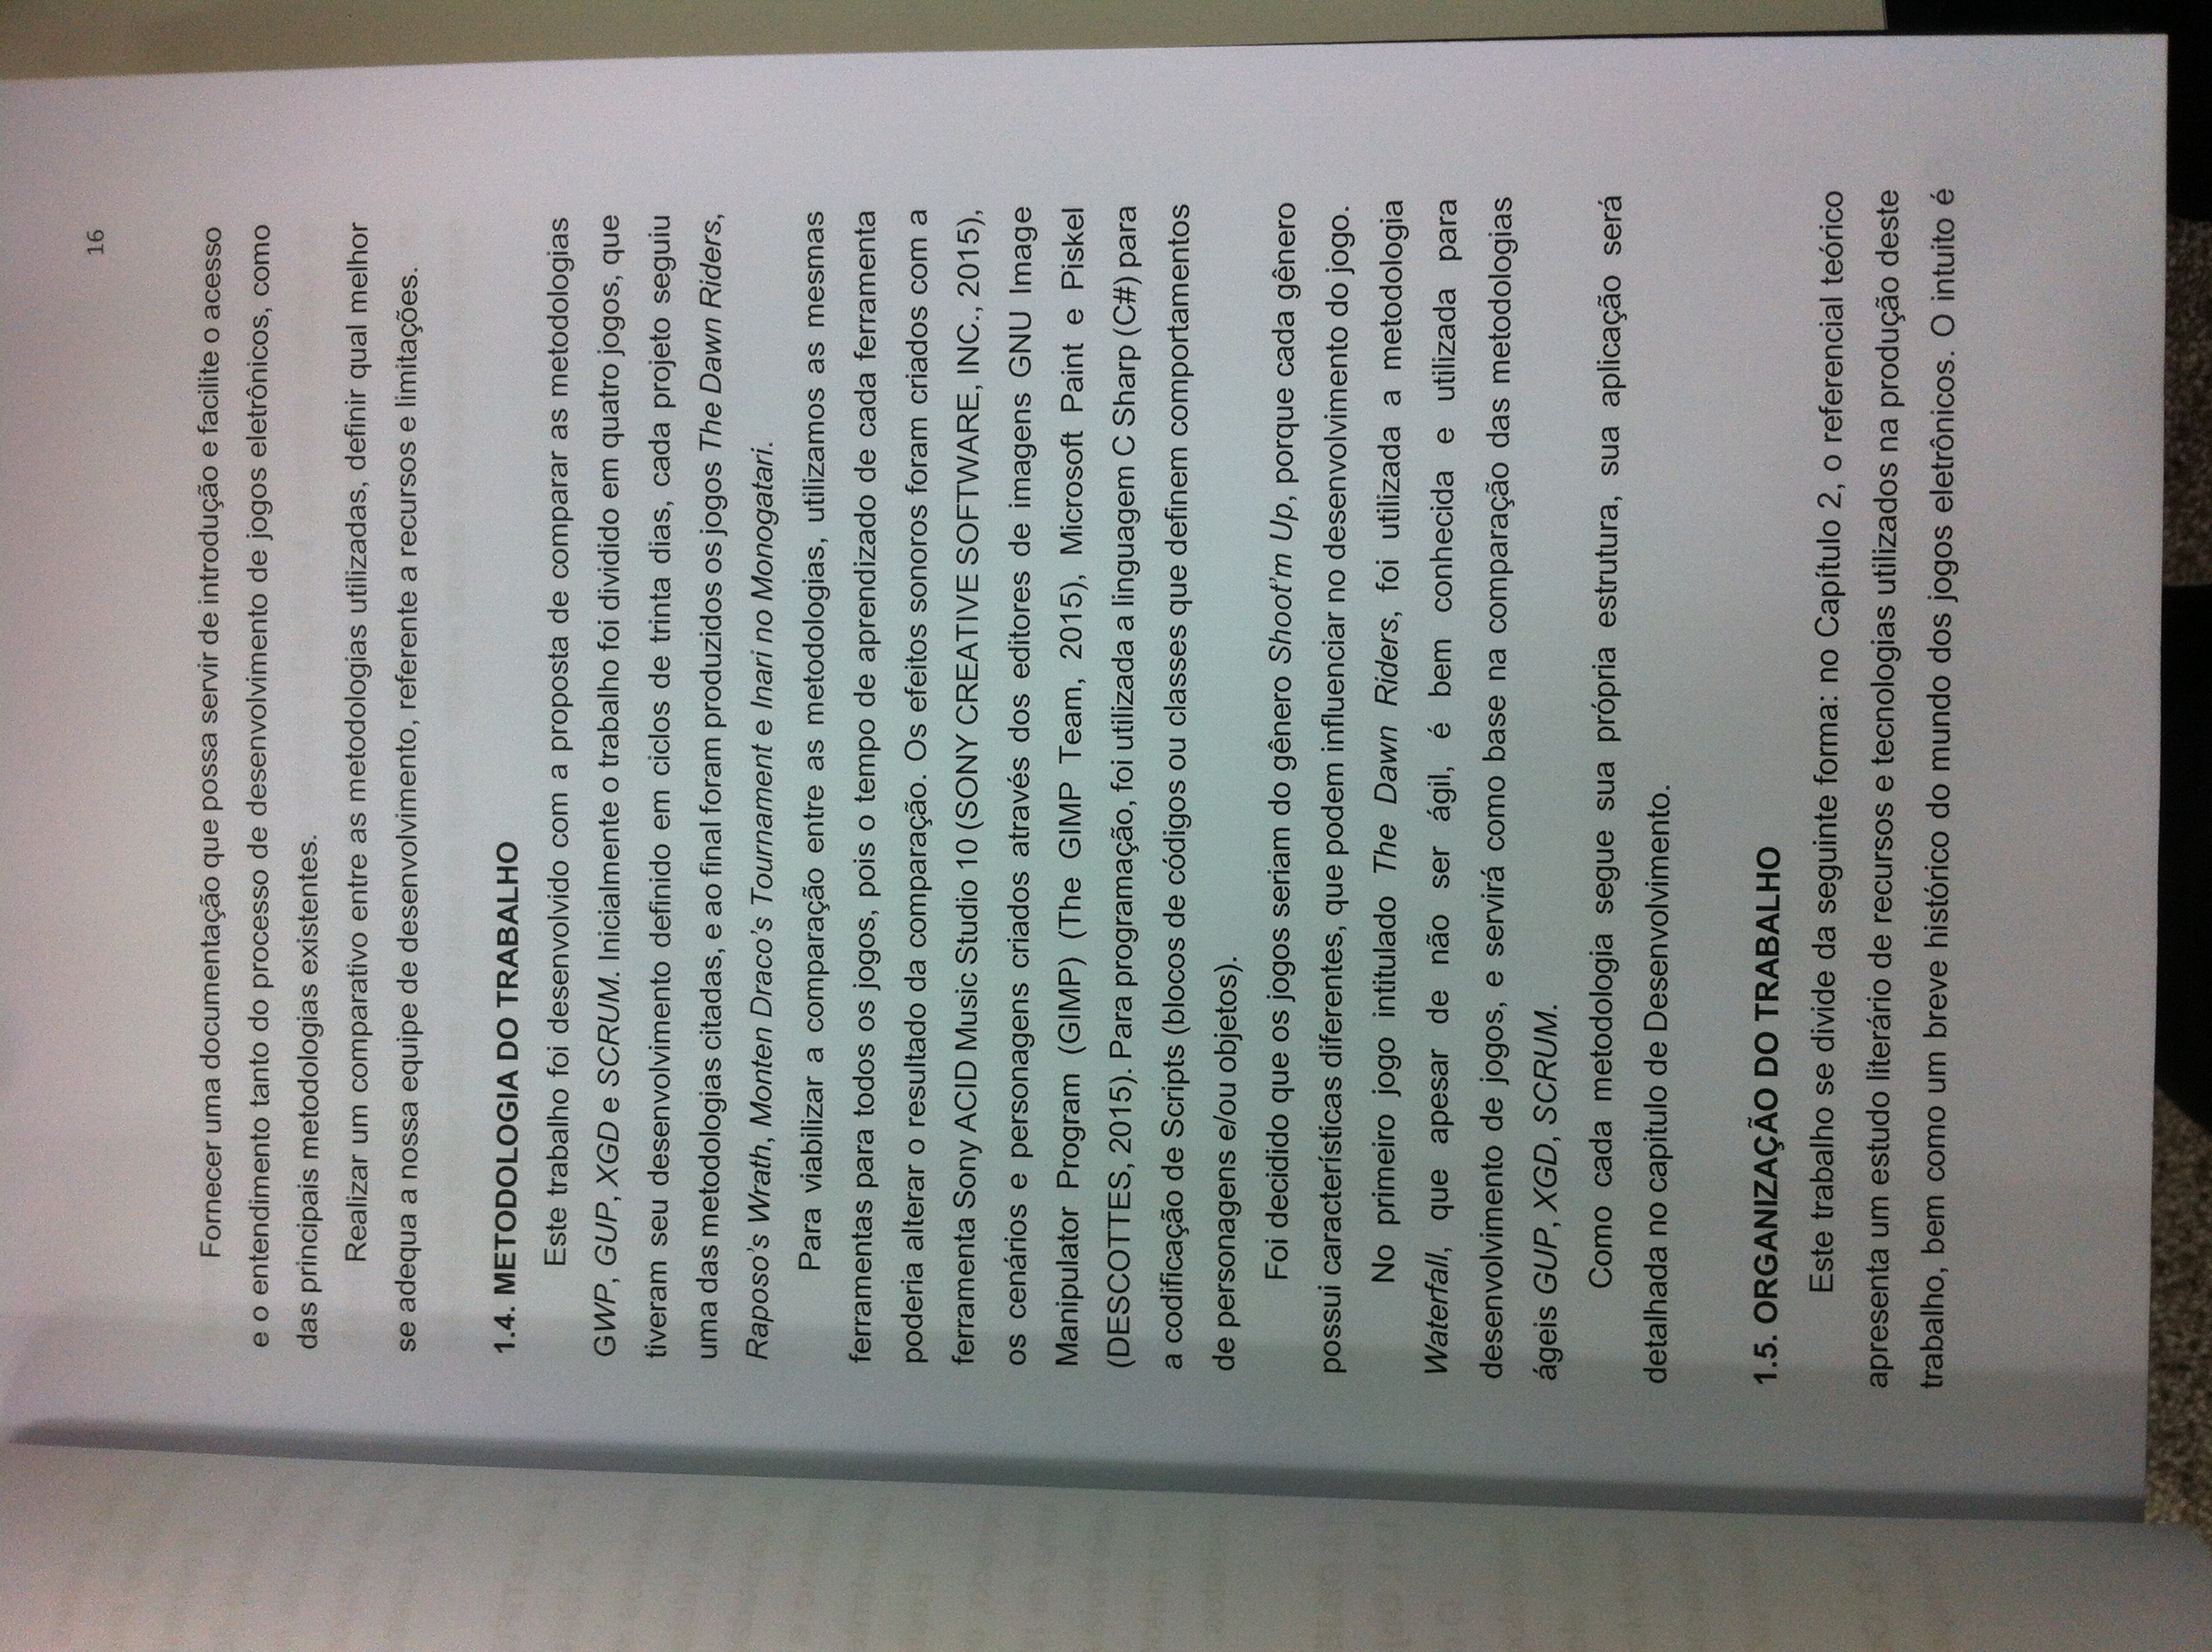 16
Fornecer uma documentação que possa servir de introdução e facilite o acesso
e o entendimento tanto do processo de desenvolvimento de jogos eletrônicos, como
das principais metodologias existentes.
Realizar um comparativo entre as metodologias utilizadas, definir qual melhor
se adequa a nossa equipe de desenvolvimento, referente a recursos e limitações.
1.4. METODOLOGIA DO TRABALHO
Este trabalho foi desenvolvido com a proposta de comparar as metodologias
GWP, GUP, XGD e SCRUM. Inicialmente o trabalho foi dividido em quatro jogos, que
tiveram seu desenvolvimento definido em ciclos de trinta dias, cada projeto seguiu
uma das metodologias citadas, e ao final foram produzidos os jogos The Dawn Riders,
Raposo's Wrath, Monten Draco's Tournament e Inari no Monogatari.
Para viabilizar a comparação entre as metodologias, utilizamos as mesmas
ferramentas para todos os jogos, pois o tempo de aprendizado de cada ferramenta
poderia alterar o resultado da comparação. Os efeitos sonoros foram criados com a
ferramenta Sony ACID Music Studio 10 (SONY CREATIVE SOFTWARE, INC., 2015),
os cenários e personagens criados através dos editores de imagens GNU Image
Manipulator Program (GIMP) (The GIMP Team, 2015), Microsoft Paint e Piskel
(DESCOTTES, 2015). Para programação, foi utilizada a linguagem C Sharp (C#) para
a codificação de Scripts (blocos de códigos ou classes que definem comportamentos
de personagens e/ou objetos).
Foi decidido que os jogos seriam do gênero Shoot'm Up, porque cada gênero
possui características diferentes, que podem influenciar no desenvolvimento do jogo.
No primeiro jogo intitulado The Dawn Riders, foi utilizada a metodologia
Waterfall, que apesar de não ser ágil, é bem conhecida e utilizada para
desenvolvimento de jogos, e servirá como base na comparação das metodologias
ágeis GUP, XGD, SCRUM.
Como cada metodologia segue sua própria estrutura, sua aplicação será
detalhada no capitulo de Desenvolvimento.
1.5. ORGANIZAÇÃO DO TRABALHO
Este trabalho se divide da seguinte forma: no Capítulo 2, o referencial teórico
apresenta um estudo literário de recursos e tecnologias utilizados na produção deste
trabalho, bem como um breve histórico do mundo dos jogos eletrônicos. O intuito é